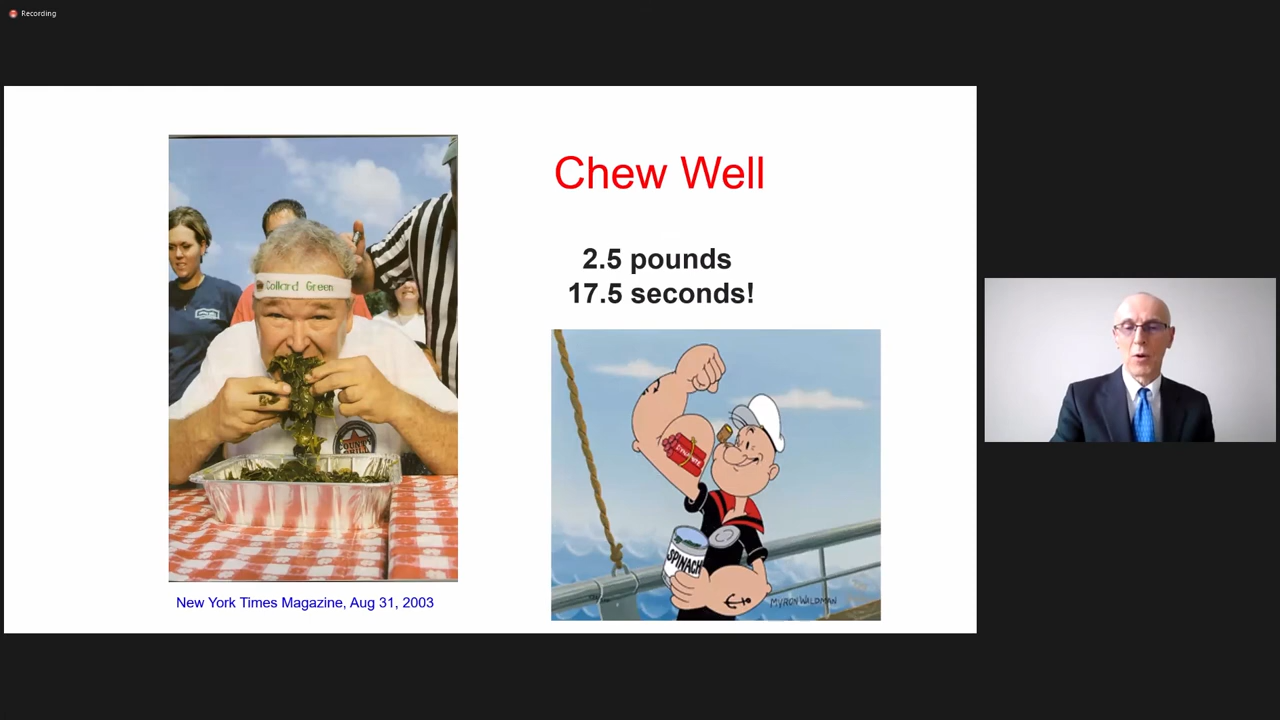 Recording
Chew Well
2.5 pounds
17.5 seconds!
Collard Green
SPINACH
MYRON WALDMAN
New York Times Magazine, Aug 31, 2003